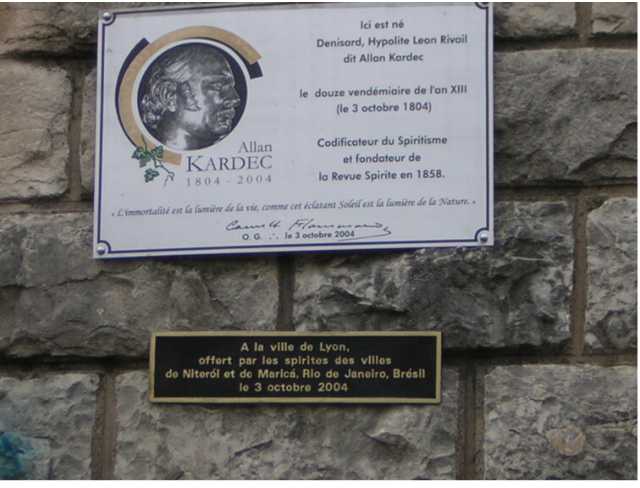 Ici est né
Denisard, Hypolite Leon Rivail
dit Allan Kardec
le douze vendémiaire de l'an XIII
(le 3 octobre 1804)
Codificateur du Spiritisme
et fondateur de
la Revue Spirite en 1858.
Allan
KARDEC
1804 - 2004
« L'immortalité est la lumière de la vie, comme cet éclatant Soleil est la lumière de la Nature. »
Camille Flammarion
O. G. ∴ le 3 octobre 2004
A la ville de Lyon,
offert par les spirites des villes
de Niterói et de Maricá, Rio de Janeiro, Brésil
le 3 octobre 2004